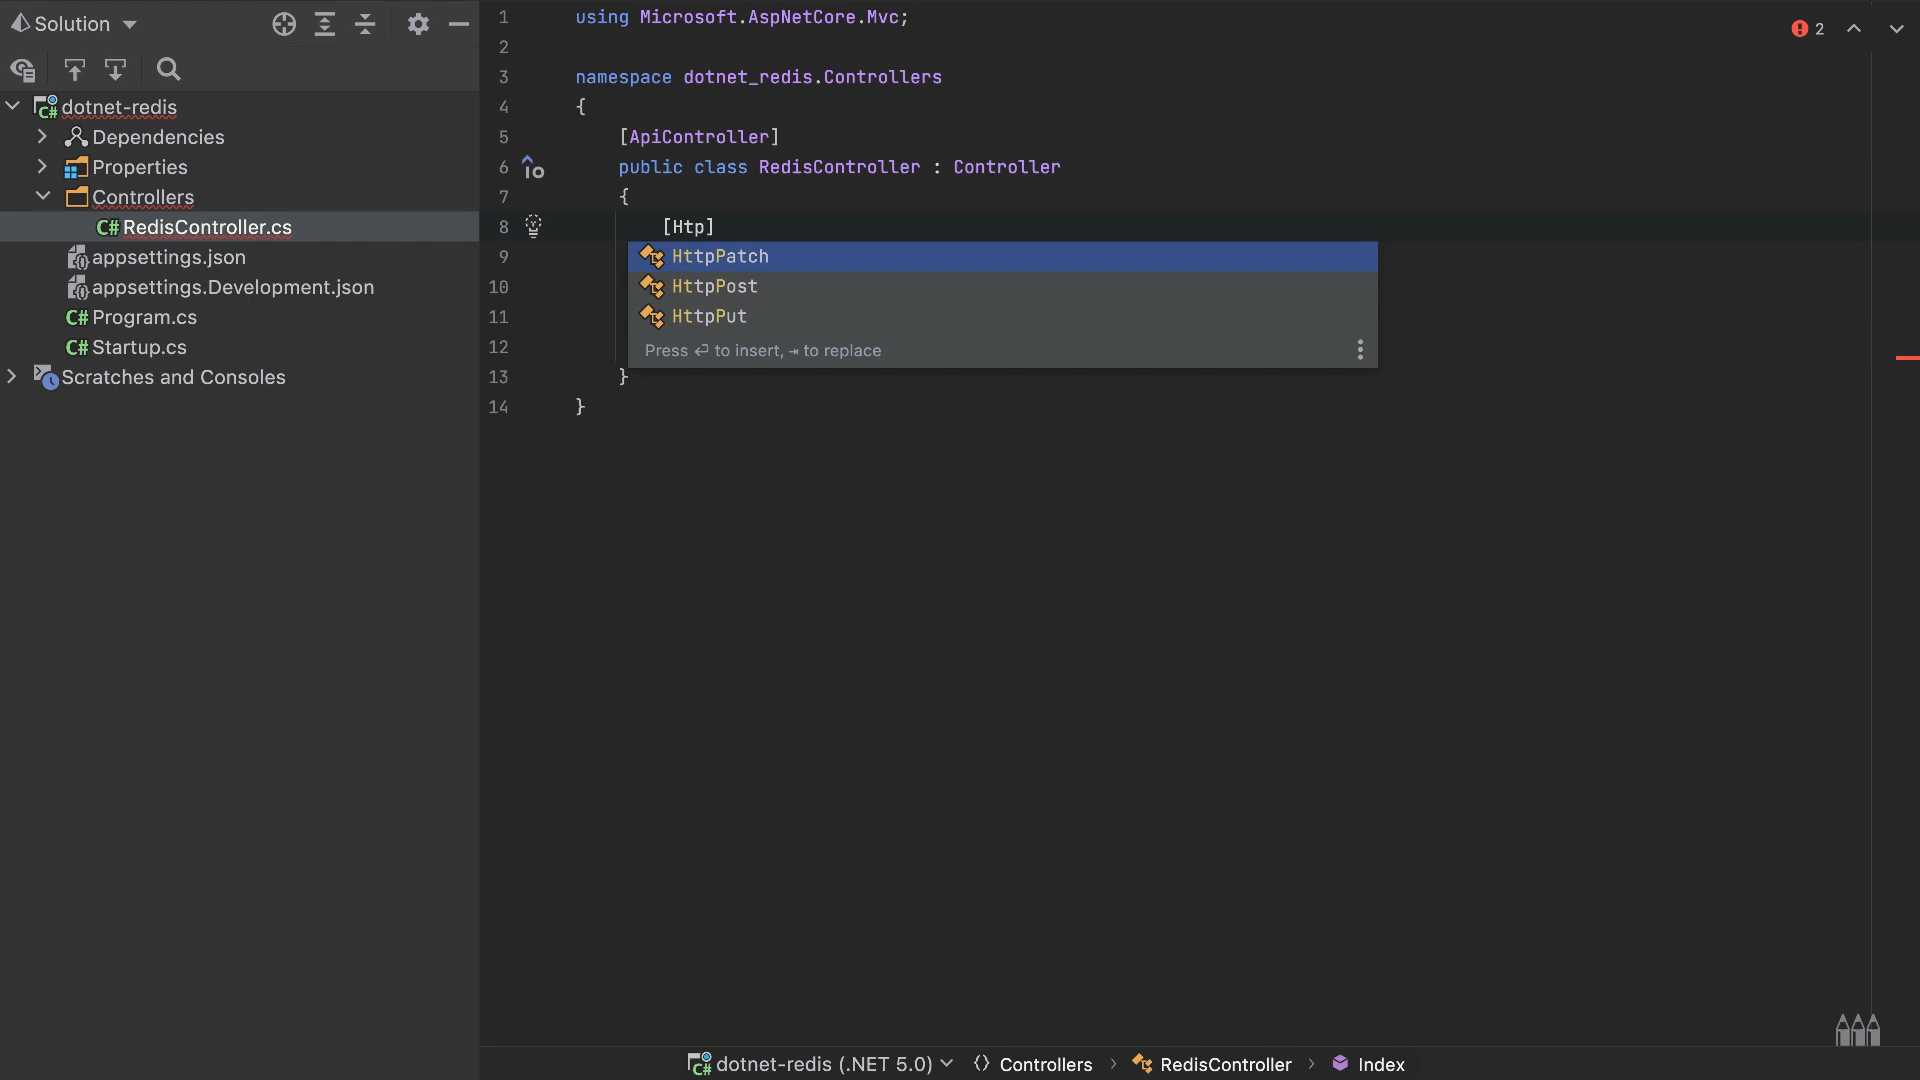 Solution
dotnet-redis
Dependencies
Properties
Controllers
C# RedisController.cs
appsettings.json
appsettings.Development.json
C# Program.cs
C# Startup.cs
Scratches and Consoles
1 using Microsoft.AspNetCore.Mvc;
2
3 namespace dotnet_redis.Controllers
4 {
5 [ApiController]
6 public class RedisController : Controller
7 {
8 [Htp]
9
10
11
12
13 }
14 }
HttpPatch
HttpPost
HttpPut
Press ⏎ to insert, ⇥ to replace
2
dotnet-redis (.NET 5.0) Controllers RedisController Index